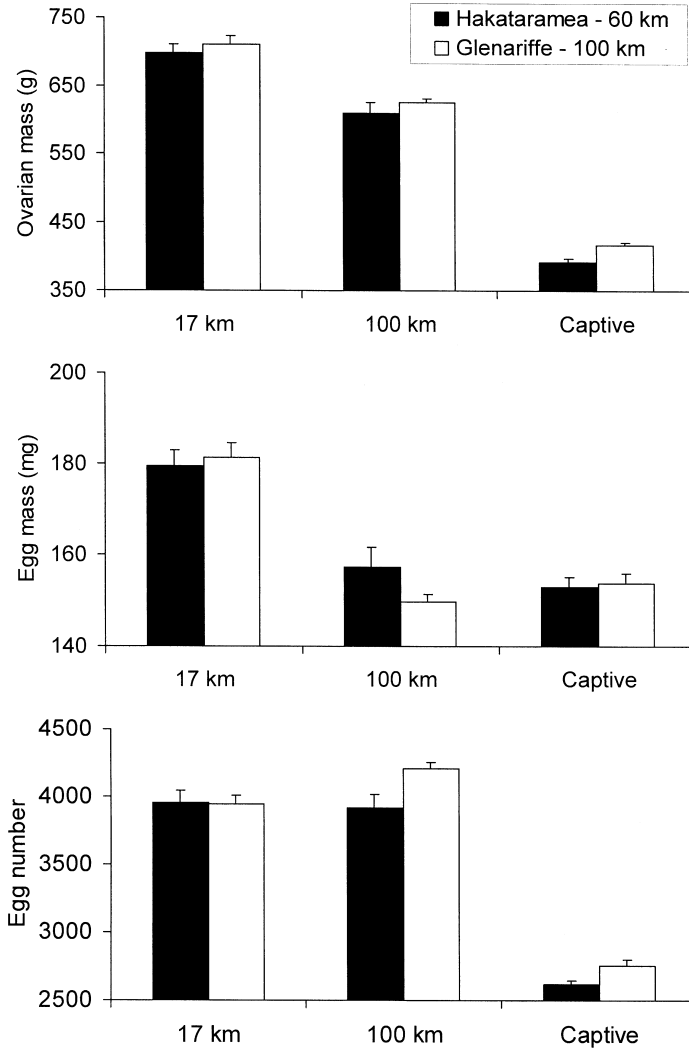 Hakataramea - 60 km
Glenariffe - 100 km
Ovarian mass (g)
750
650
550
450
350
17 km 100 km Captive
Egg mass (mg)
200
180
160
140
17 km 100 km Captive
Egg number
4500
4000
3500
3000
2500
17 km 100 km Captive